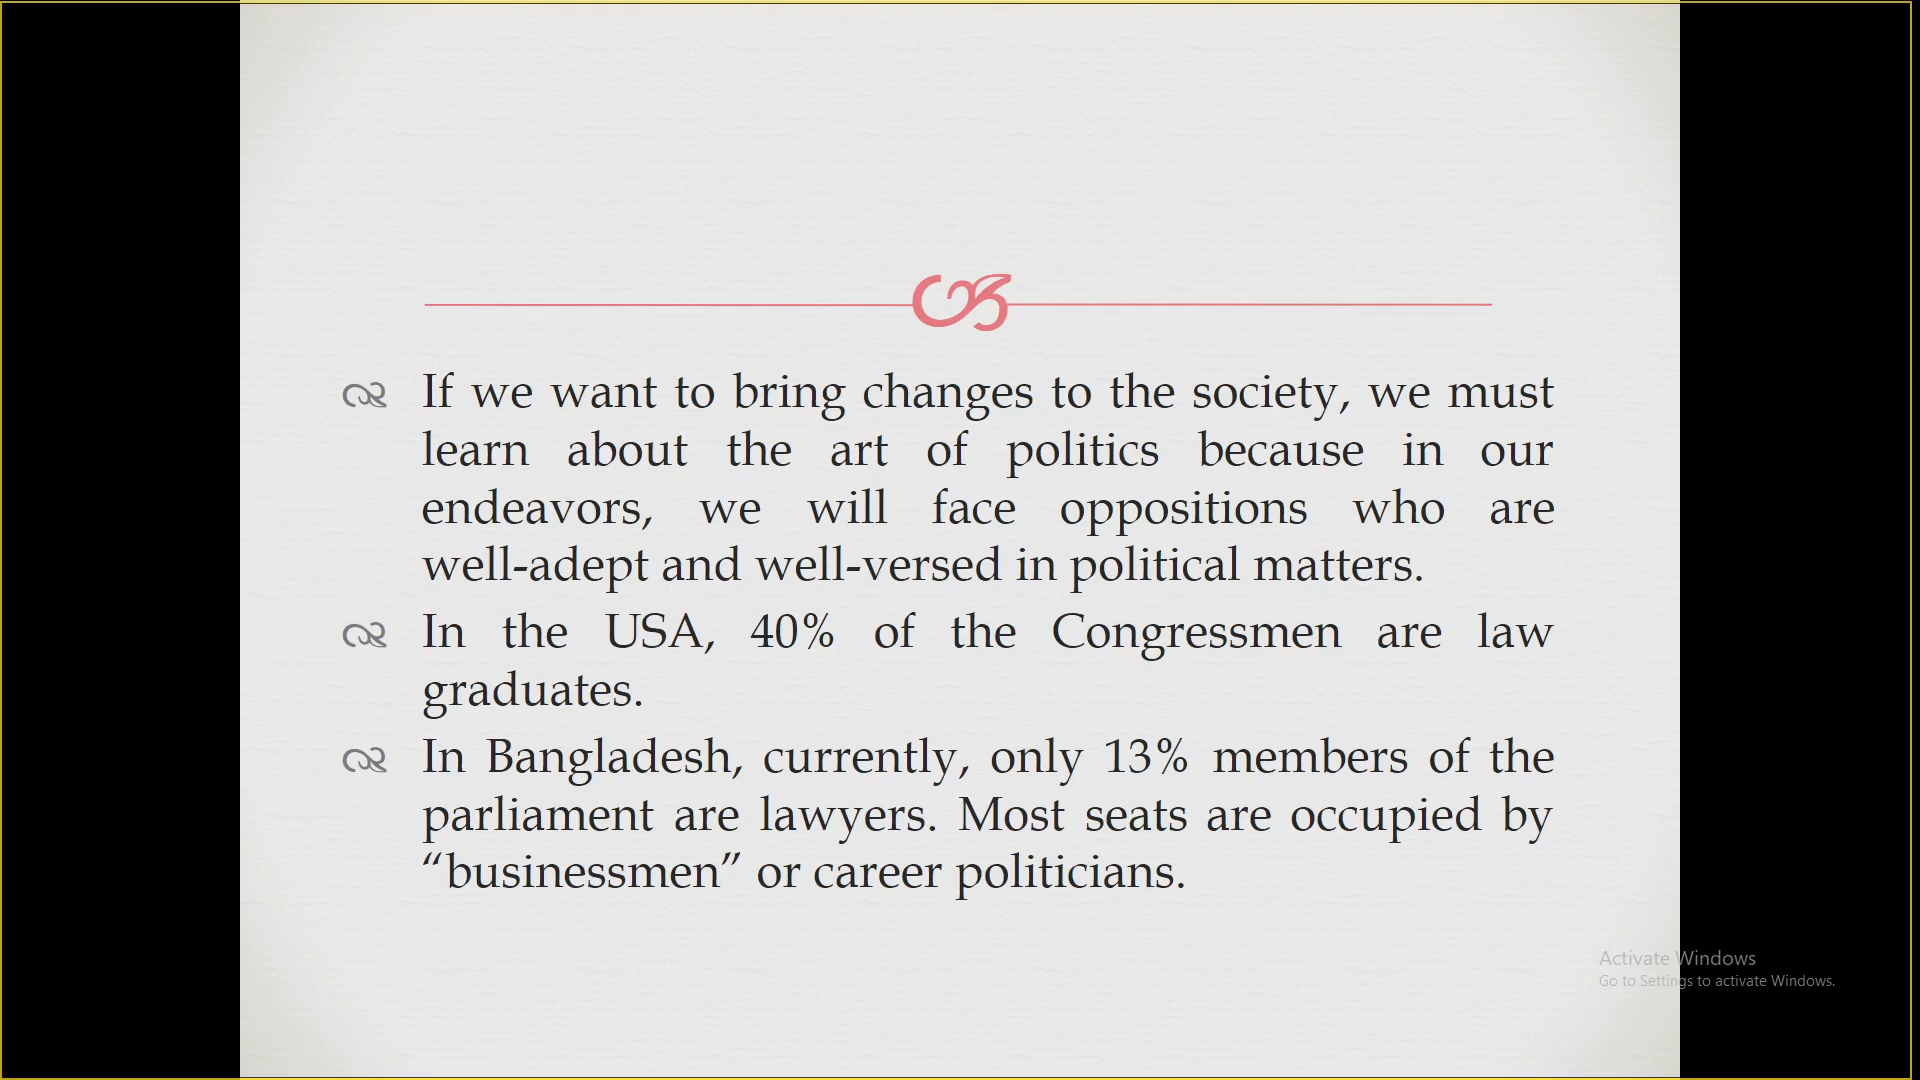 If we want to bring changes to the society, we must
learn about the art of politics because in our
endeavors, we will face oppositions who are
well-adept and well-versed in political matters.
In the USA, 40% of the Congressmen are law
graduates.
In Bangladesh, currently, only 13% members of the
parliament are lawyers. Most seats are occupied by
“businessmen” or career politicians.
Activate Windows
Go to Settings to activate Windows.